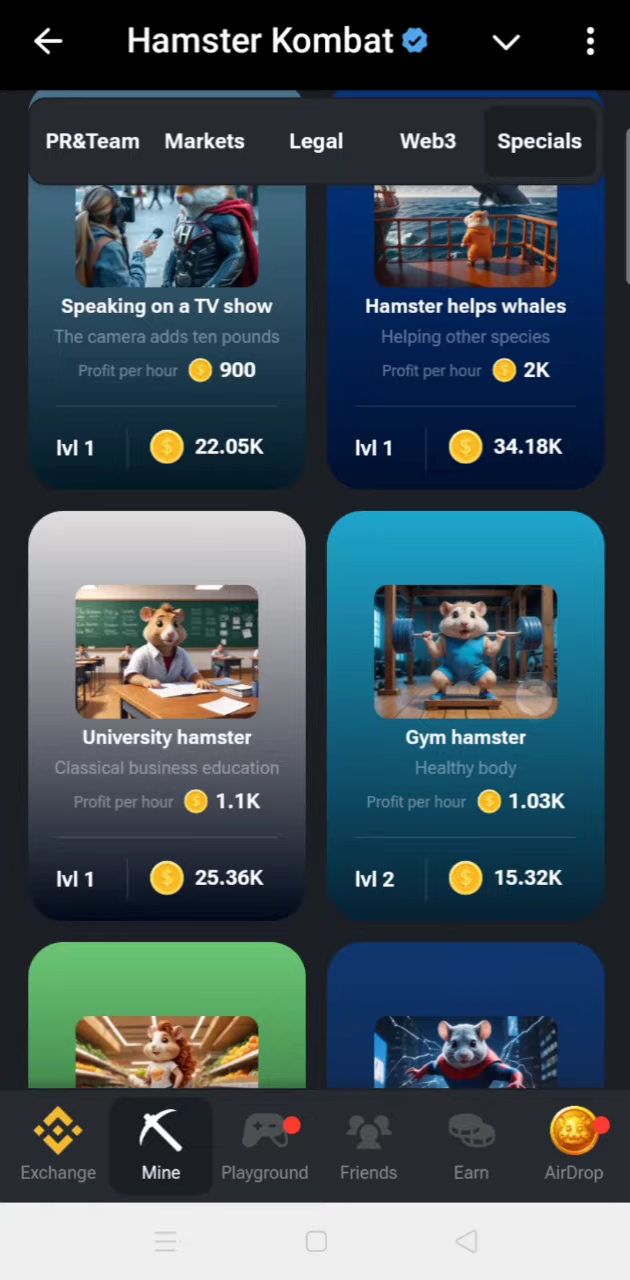 Hamster Kombat
PR&Team Markets Legal Web3 Specials
Speaking on a TV show
The camera adds ten pounds
Profit per hour 900
lvl 1 22.05K
Hamster helps whales
Helping other species
Profit per hour 2K
lvl 1 34.18K
University hamster
Classical business education
Profit per hour 1.1K
lvl 1 25.36K
Gym hamster
Healthy body
Profit per hour 1.03K
lvl 2 15.32K
Exchange Mine Playground Friends Earn AirDrop